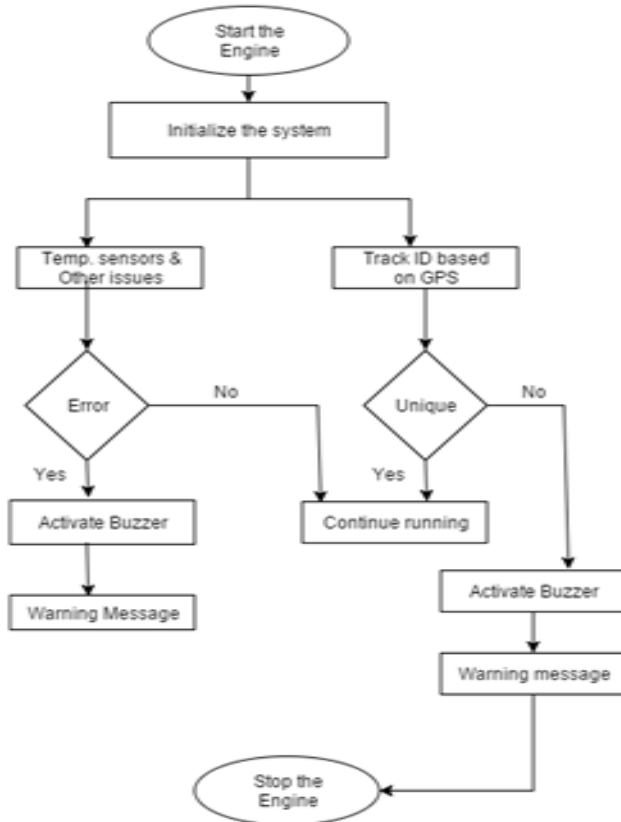 Start the
Engine
Initialize the system
Temp. sensors &
Other issues
Track ID based
on GPS
Error
No
Unique
No
Yes
Yes
Activate Buzzer
Continue running
Warning Message
Activate Buzzer
Warning message
Stop the
Engine